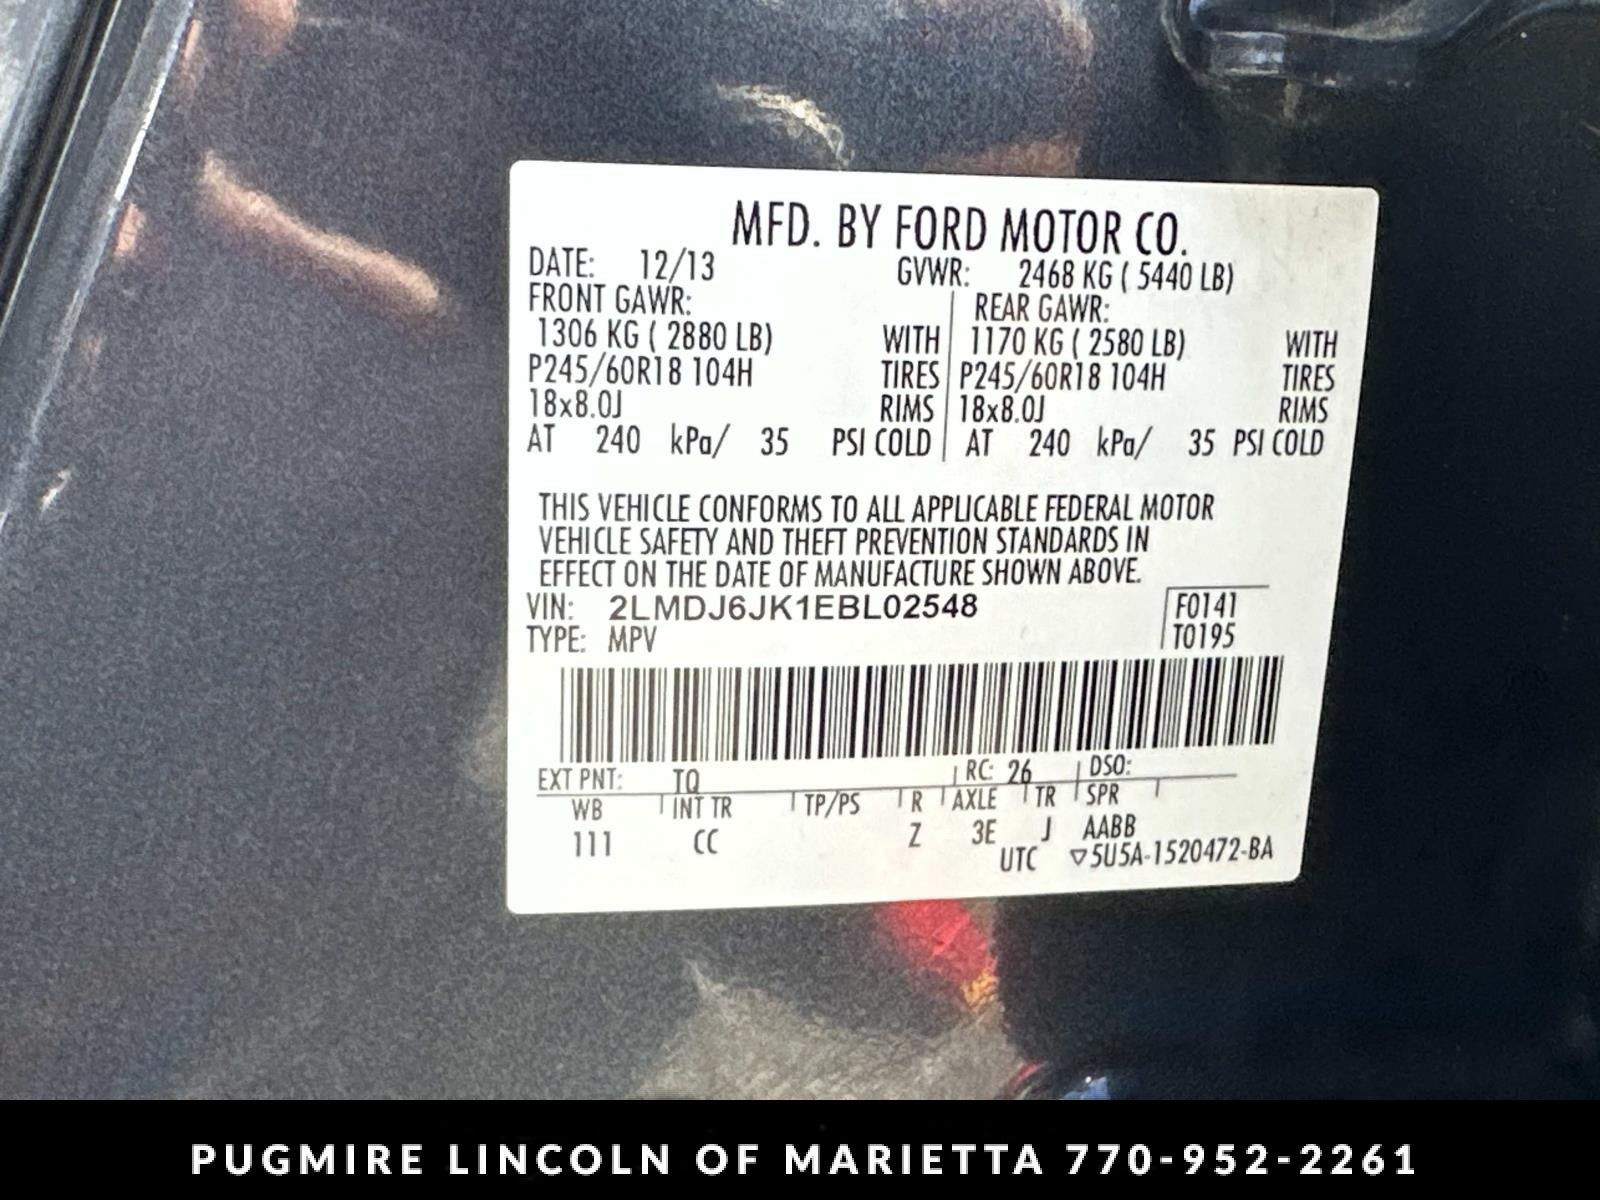 MFD. BY FORD MOTOR CO.
DATE: 12/13 GVWR: 2468 KG ( 5440 LB)
FRONT GAWR: REAR GAWR:
1306 KG ( 2880 LB) WITH 1170 KG ( 2580 LB) WITH
P245/60R18 104H TIRES P245/60R18 104H TIRES
18x8.0J RIMS 18x8.0J RIMS
AT 240 kPa/ 35 PSI COLD AT 240 kPa/ 35 PSI COLD
THIS VEHICLE CONFORMS TO ALL APPLICABLE FEDERAL MOTOR
VEHICLE SAFETY AND THEFT PREVENTION STANDARDS IN
EFFECT ON THE DATE OF MANUFACTURE SHOWN ABOVE.
VIN: 2LMDJ6JK1EBL02548 F0141
TYPE: MPV T0195
EXT PNT: TQ RC: 26 DSO:
WB INT TR TP/PS R AXLE TR SPR
111 CC Z 3E J AABB
UTC ▽5U5A-1520472-BA
PUGMIRE LINCOLN OF MARIETTA 770-952-2261